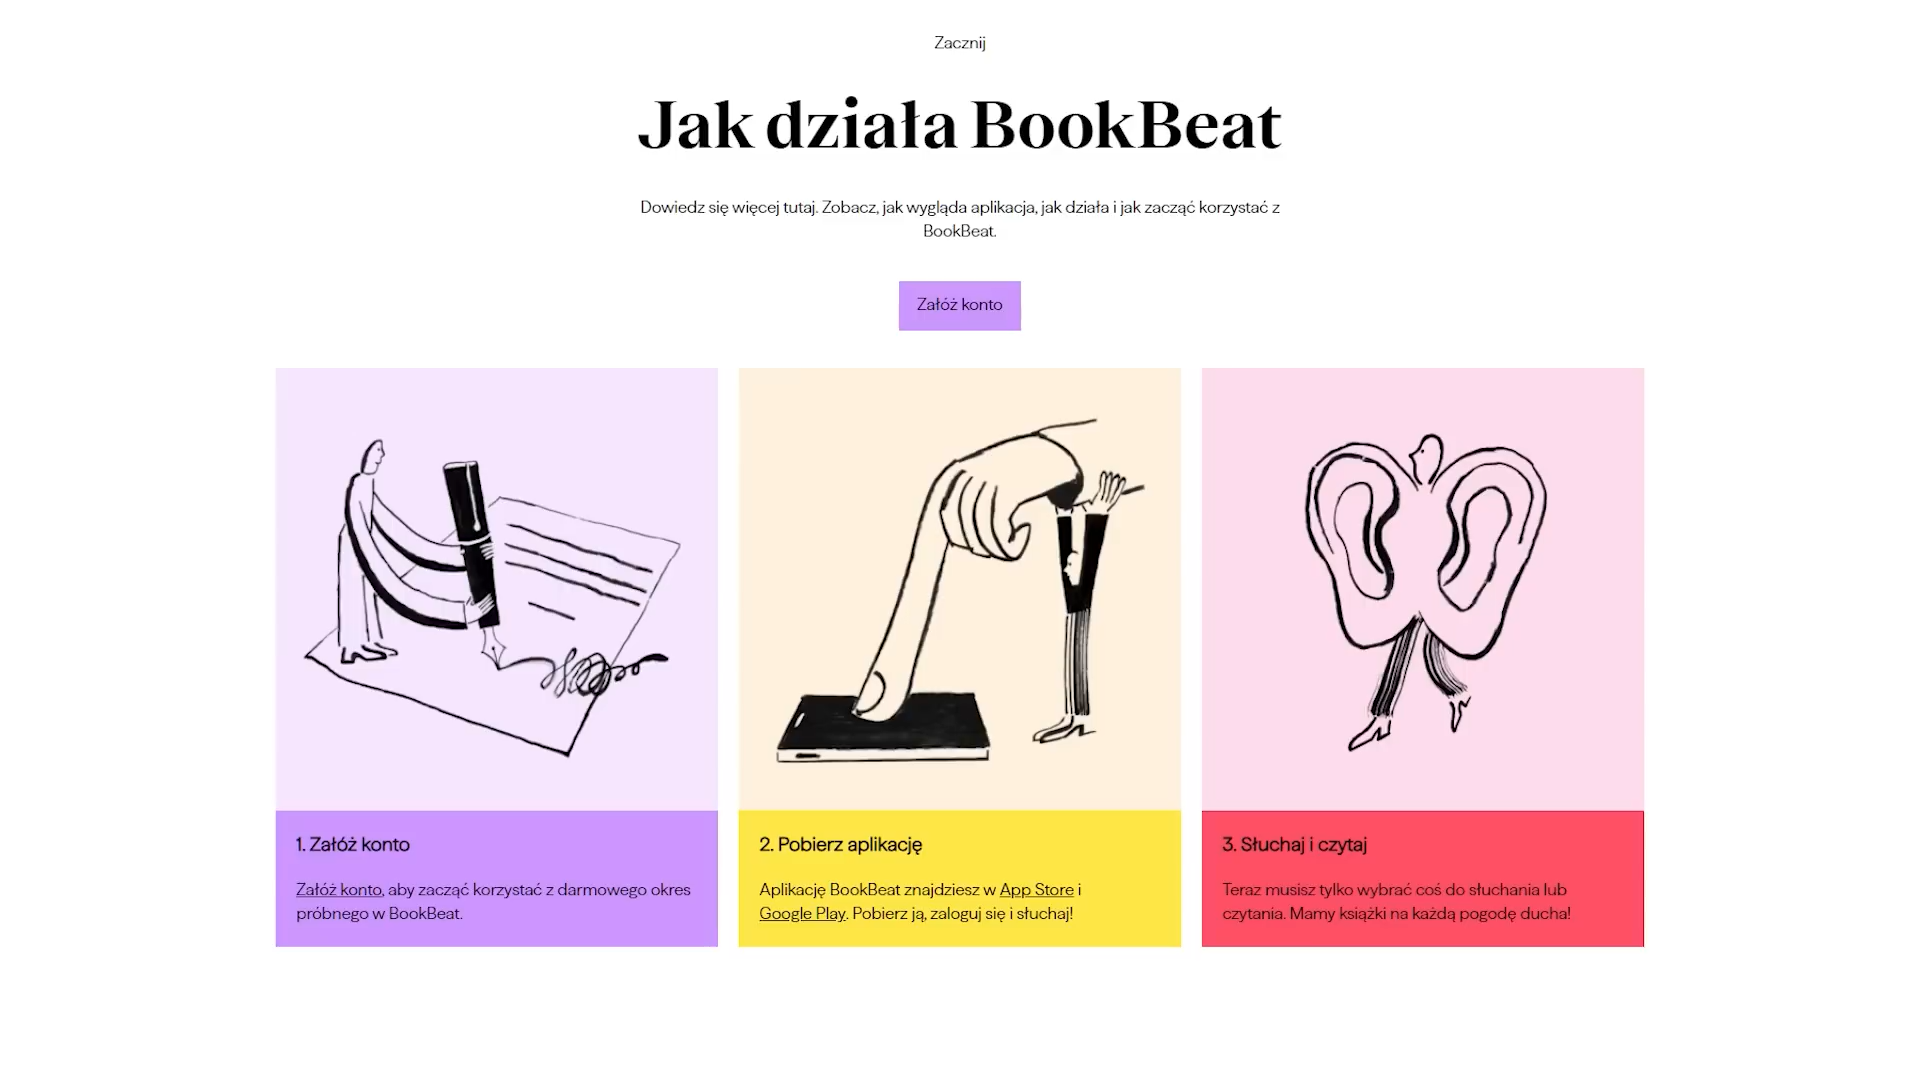 Zacznij
Jak działa BookBeat
Dowiedz się więcej tutaj. Zobacz, jak wygląda aplikacja, jak działa i jak zacząć korzystać z
BookBeat.
Załóż konto
1. Załóż konto
Załóż konto, aby zacząć korzystać z darmowego okres
próbnego w BookBeat.
2. Pobierz aplikację
Aplikację BookBeat znajdziesz w App Store i
Google Play. Pobierz ją, zaloguj się i słuchaj!
3. Słuchaj i czytaj
Teraz musisz tylko wybrać coś do słuchania lub
czytania. Mamy książki na każdą pogodę ducha!